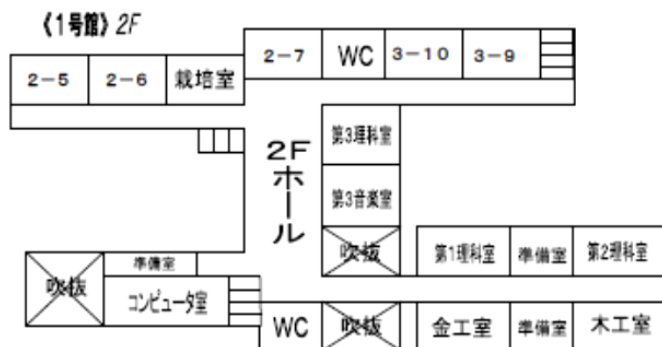 《1号館》2F
2-5 2-6 栽培室 2-7 WC 3-10 3-9
第3理科室
2Fホール
第3音楽室
吹抜 第1理科室 準備室 第2理科室
準備室
吹抜 コンピュータ室
WC 吹抜 金工室 準備室 木工室